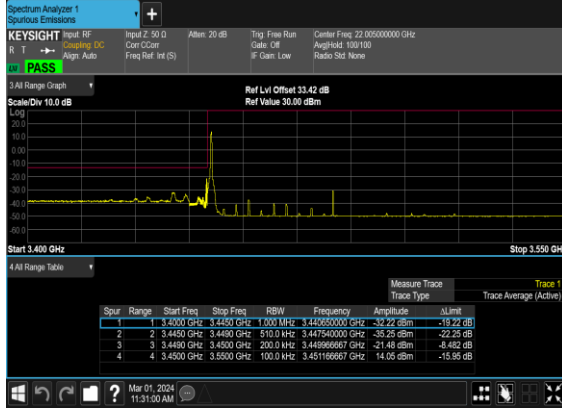 Spectrum Analyzer 1
Spurious Emissions
KEYSIGHT Input: RF Input Z: 50 Ω Atten: 20 dB Trig: Free Run Center Freq: 22.005000000 GHz
R T Coupling: DC Corr CCorr Gate: Off Avg|Hold: 100/100
Align: Auto Freq Ref: Int (S) IF Gain: Low Radio Std: None
PASS
3 All Range Graph
Ref Lvl Offset 33.42 dB
Scale/Div 10.0 dB Ref Value 30.00 dBm
Log
20.0
10.0
0.00
-10.0
-20.0
-30.0
-40.0
-50.0
-60.0
Start 3.400 GHz Stop 3.550 GH
4 All Range Table
Measure Trace Trace 1
Trace Type Trace Average (Active)
Spur Range Start Freq Stop Freq RBW Frequency Amplitude ΔLimit
1 1 3.4000 GHz 3.4450 GHz 1.000 MHz 3.440650000 GHz -32.22 dBm -19.22 dB
2 2 3.4450 GHz 3.4490 GHz 510.0 kHz 3.447540000 GHz -35.25 dBm -22.25 dB
3 3 3.4490 GHz 3.4500 GHz 200.0 kHz 3.449966667 GHz -21.48 dBm -8.482 dB
4 4 3.4500 GHz 3.5500 GHz 100.0 kHz 3.451166667 GHz 14.05 dBm -15.95 dB
Mar 01, 2024
11:31:00 AM